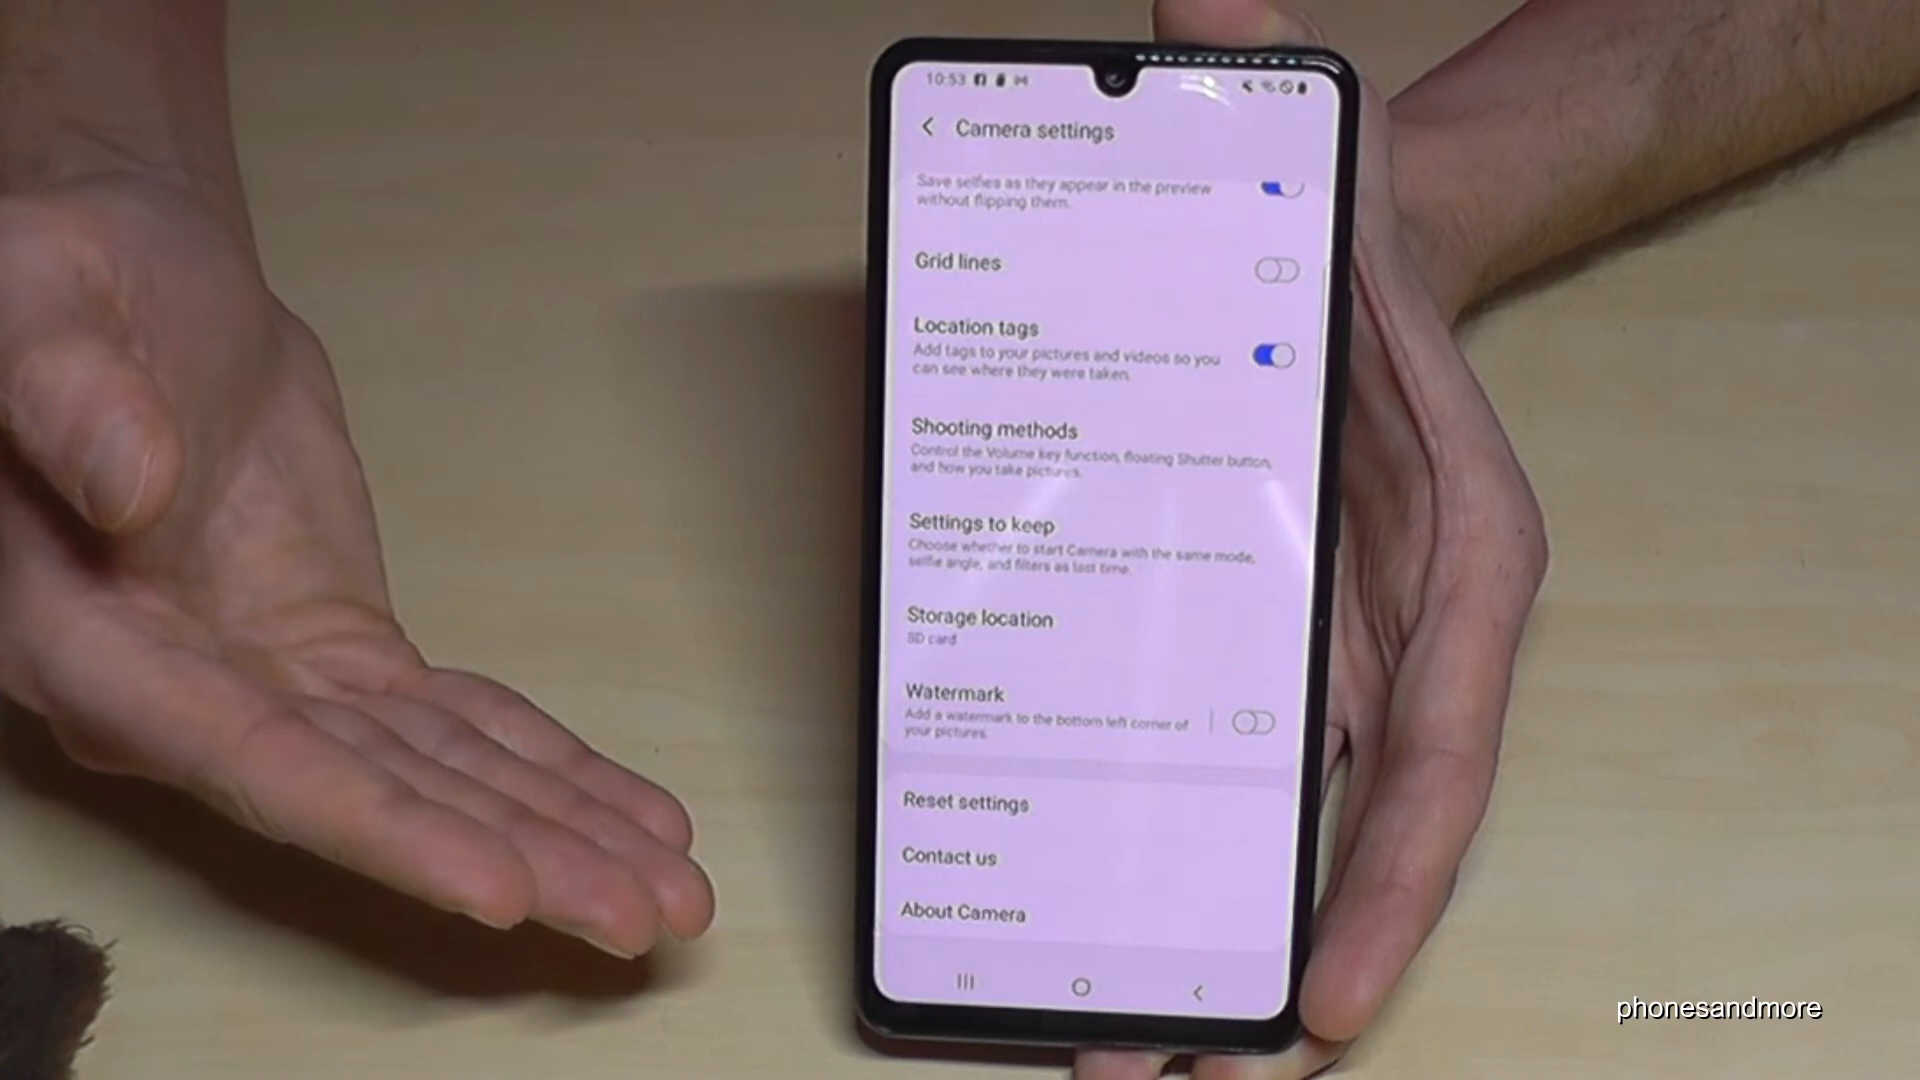 10:53
Camera settings
Save selfies as they appear in the preview
without flipping them.
Grid lines
Location tags
Add tags to your pictures and videos so you
can see where they were taken.
Shooting methods
Control the Volume key function, floating Shutter button,
and how you take pictures.
Settings to keep
Choose whether to start Camera with the same mode,
selfie angle, and filters as last time.
Storage location
SD card
Watermark
Add a watermark to the bottom left corner of
your pictures.
Reset settings
Contact us
About Camera
phonesandmore